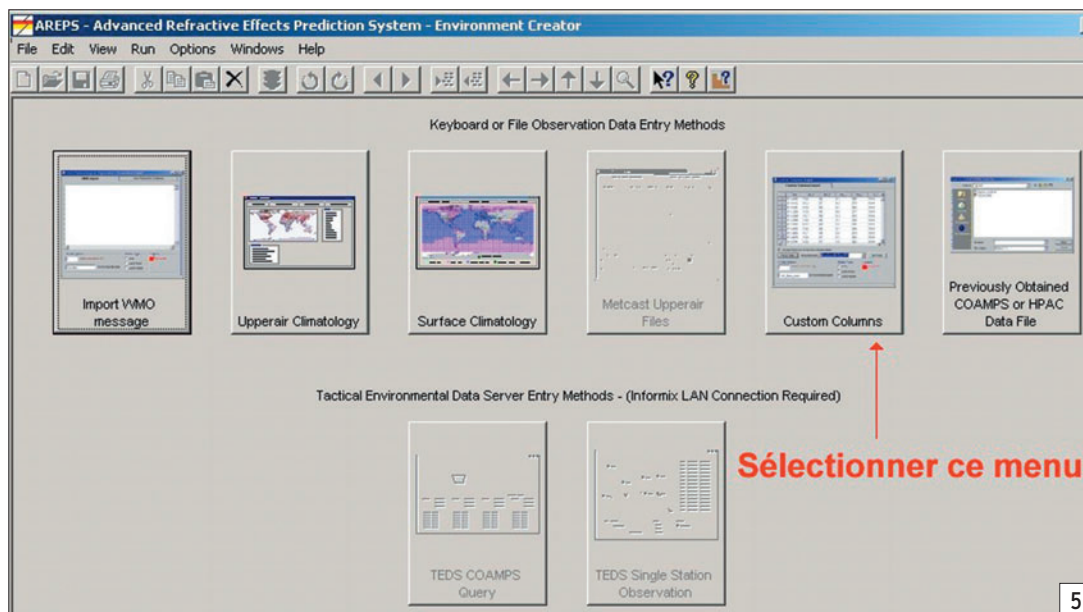 AREPS - Advanced Refractive Effects Prediction System - Environment Creator
File Edit View Run Options Windows Help
Keyboard or File Observation Data Entry Methods
Import WMO
message
Upperair Climatology
Surface Climatology
Metcast Upperair
Files
Custom Columns
Previously Obtained
COAMPS or HPAC
Data File
Tactical Environmental Data Server Entry Methods - (Informix LAN Connection Required)
Sélectionner ce menu
TEDS COAMPS
Query
TEDS Single Station
Observation
5